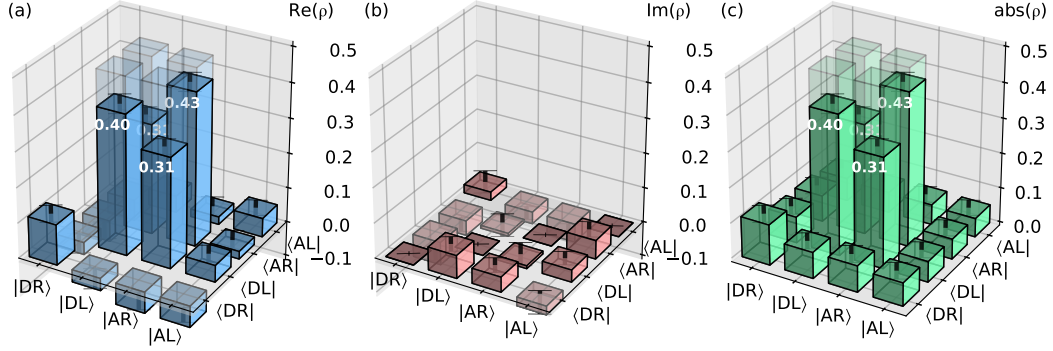 (a) Re(ρ)
0.5
0.4
0.3
0.2
0.1
0.0
−0.1
0.43
0.40
0.31
0.31
|DR⟩
|DL⟩
|AR⟩
|AL⟩
⟨DR|
⟨DL|
⟨AR|
⟨AL|
(b) Im(ρ)
0.5
0.4
0.3
0.2
0.1
0.0
−0.1
|DR⟩
|DL⟩
|AR⟩
|AL⟩
⟨DR|
⟨DL|
⟨AR|
⟨AL|
(c) abs(ρ)
0.5
0.4
0.3
0.2
0.1
0.0
0.43
0.40
0.31
0.31
|DR⟩
|DL⟩
|AR⟩
|AL⟩
⟨DR|
⟨DL|
⟨AR|
⟨AL|